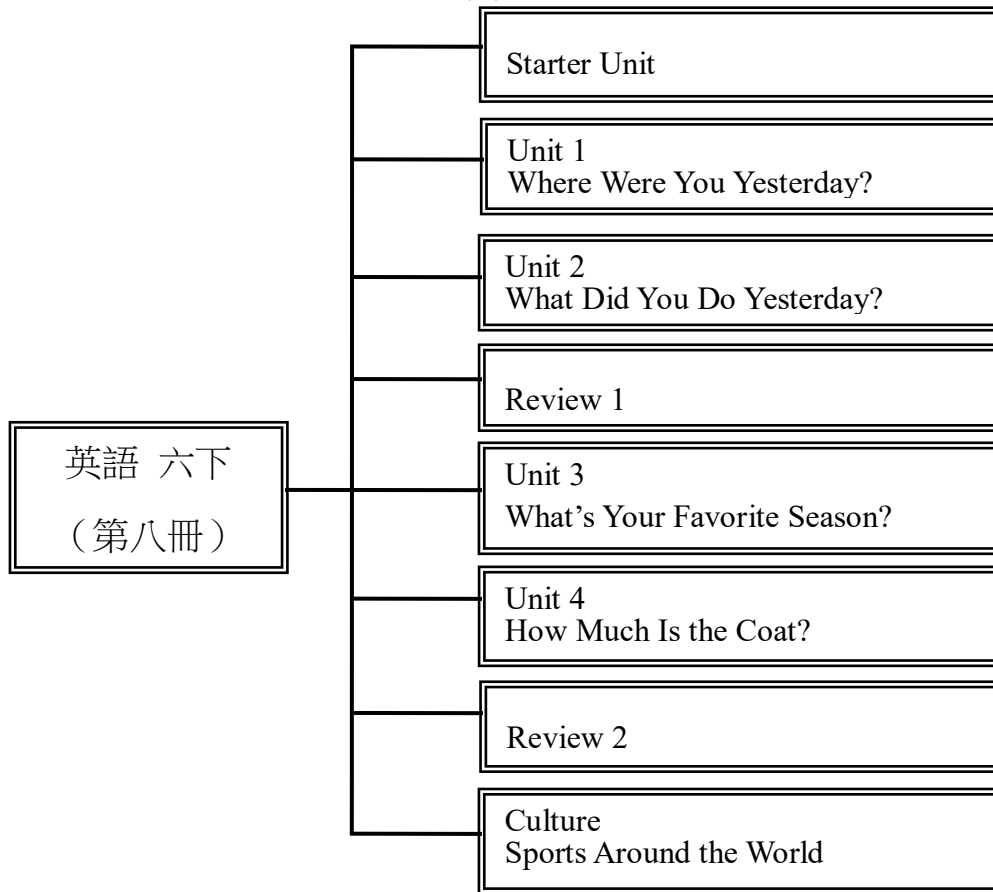 Starter Unit
Unit 1
Where Were You Yesterday?
Unit 2
What Did You Do Yesterday?
Review 1
英語 六下
（第八冊）
Unit 3
What’s Your Favorite Season?
Unit 4
How Much Is the Coat?
Review 2
Culture
Sports Around the World